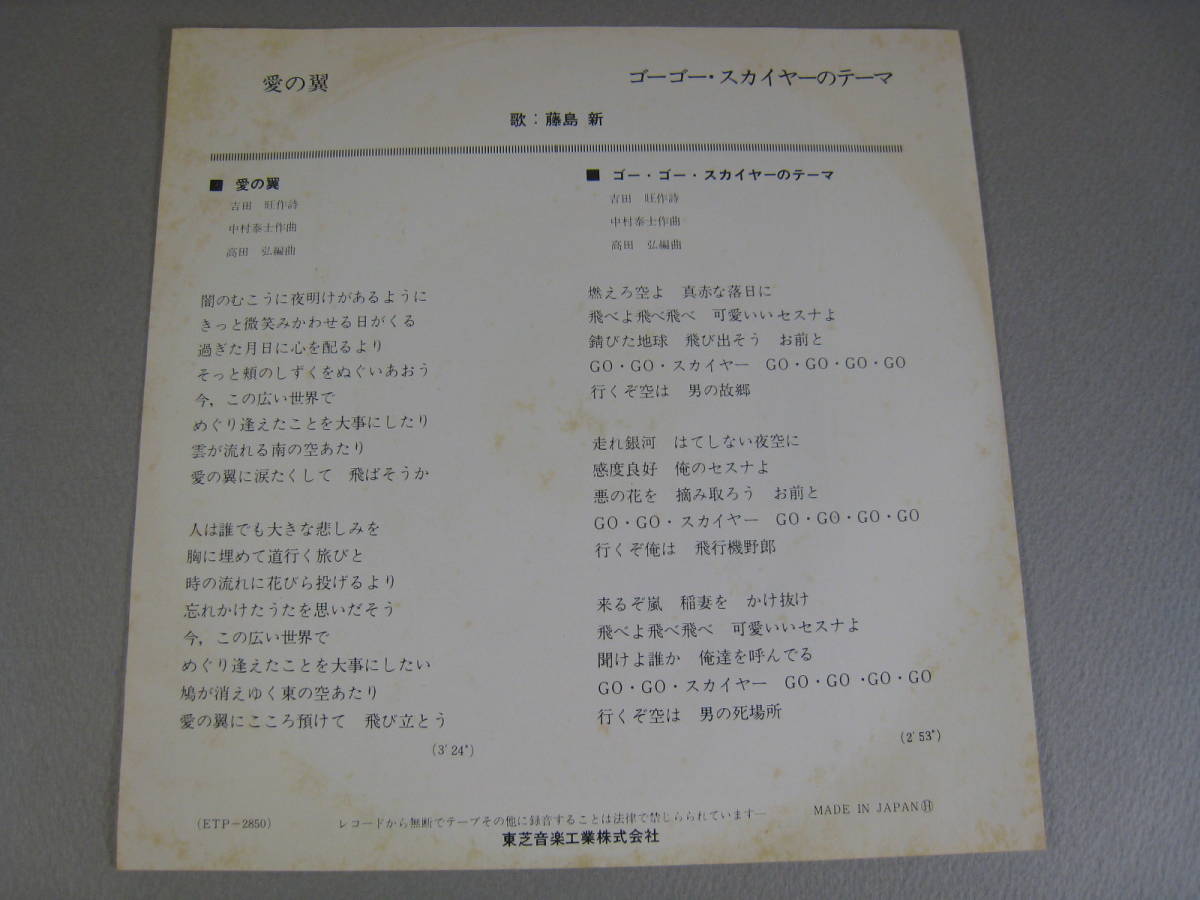 愛の翼
ゴーゴー・スカイヤーのテーマ
歌：藤島 新
■ 愛の翼
吉田 旺作詩
中村泰士作曲
高田 弘編曲
闇のむこうに夜明けがあるように
きっと微笑みかわせる日がくる
過ぎた月日に心を配るより
そっと頬のしずくをぬぐいあおう
今，この広い世界で
めぐり逢えたことを大事にしたり
雲が流れる南の空あたり
愛の翼に涙たくして 飛ばそうか
人は誰でも大きな悲しみを
胸に埋めて道行く旅びと
時の流れに花びら投げるより
忘れかけたうたを思いだそう
今，この広い世界で
めぐり逢えたことを大事にしたい
鳩が消えゆく東の空あたり
愛の翼にこころ預けて 飛び立とう
(3′24″)
■ ゴー・ゴー・スカイヤーのテーマ
吉田 旺作詩
中村泰士作曲
高田 弘編曲
燃えろ空よ 真赤な落日に
飛べよ飛べ飛べ 可愛いいセスナよ
錆びた地球 飛び出そう お前と
GO・GO・スカイヤー GO・GO・GO・GO
行くぞ空は 男の故郷
走れ銀河 はてしない夜空に
感度良好 俺のセスナよ
悪の花を 摘み取ろう お前と
GO・GO・スカイヤー GO・GO・GO・GO
行くぞ俺は 飛行機野郎
来るぞ嵐 稲妻を かけ抜け
飛べよ飛べ飛べ 可愛いいセスナよ
聞けよ誰か 俺達を呼んでる
GO・GO・スカイヤー GO・GO・GO・GO
行くぞ空は 男の死場所
(2′53″)
(ETP－2850)
レコードから無断でテープその他に録音することは法律で禁じられています—
MADE IN JAPAN Ⓗ
東芝音楽工業株式会社